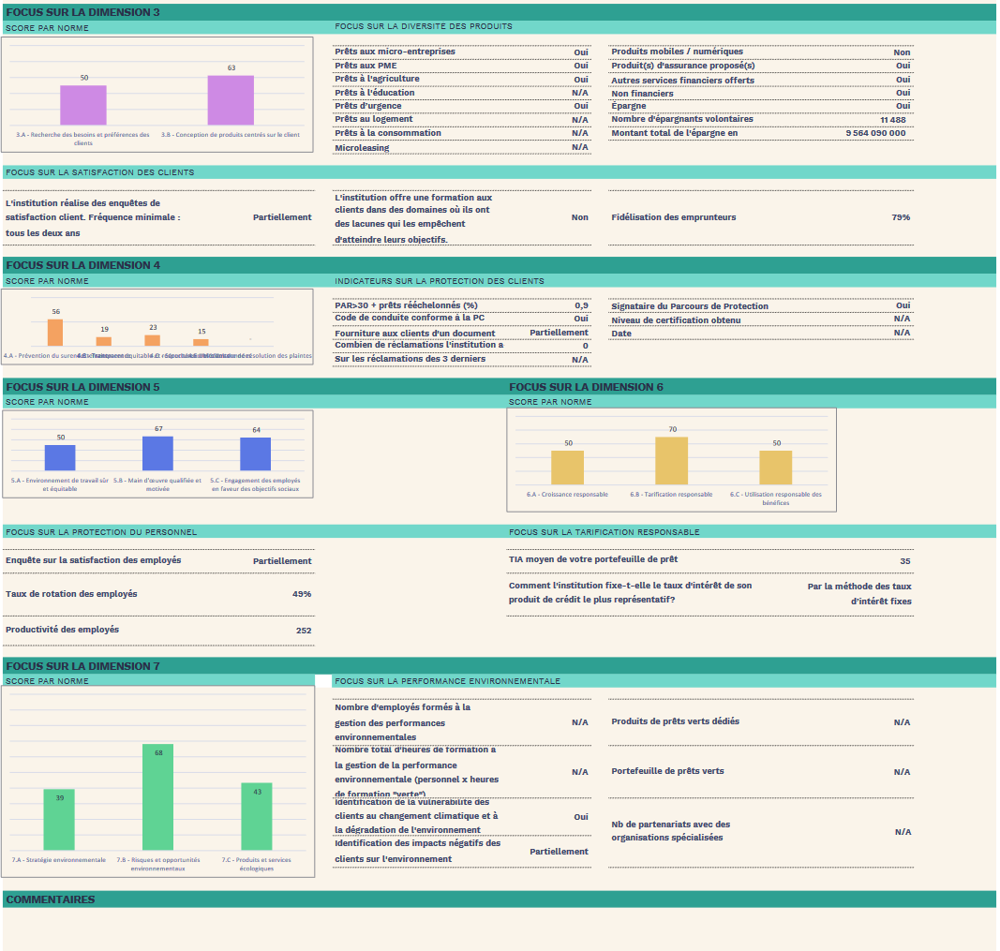 FOCUS SUR LA DIMENSION 3
SCORE PAR NORME
FOCUS SUR LA DIVERSITE DES PRODUITS
50
63
3.A - Recherche des besoins et préférences des
clients
3.B - Conception de produits centrés sur le client
Prêts aux micro-entreprises Oui
Prêts aux PME Oui
Prêts à l'agriculture Oui
Prêts à l'éducation N/A
Prêts d'urgence Oui
Prêts au logement N/A
Prêts à la consommation N/A
Microleasing N/A
Produits mobiles / numériques Non
Produit(s) d'assurance proposé(s) Oui
Autres services financiers offerts Oui
Non financiers Oui
Épargne Oui
Nombre d'épargnants volontaires 11 488
Montant total de l'épargne en 9 564 090 000
FOCUS SUR LA SATISFACTION DES CLIENTS
L'institution réalise des enquêtes de
satisfaction client. Fréquence minimale : Partiellement
tous les deux ans
L'institution offre une formation aux
clients dans des domaines où ils ont
des lacunes qui les empêchent Non
d'atteindre leurs objectifs.
Fidélisation des emprunteurs 79%
FOCUS SUR LA DIMENSION 4
SCORE PAR NORME
INDICATEURS SUR LA PROTECTION DES CLIENTS
56
19
23
15
-
4.A - Prévention du
résolution des plaintes
PAR>30 + prêts rééchelonnés (%) 0,9
Code de conduite conforme à la PC Oui
Fourniture aux clients d'un document Partiellement
Combien de réclamations l'institution a 0
Sur les réclamations des 3 derniers N/A
Signataire du Parcours de Protection Oui
Niveau de certification obtenu N/A
Date N/A
FOCUS SUR LA DIMENSION 5
FOCUS SUR LA DIMENSION 6
SCORE PAR NORME
SCORE PAR NORME
50
67
64
5.A - Environnement de travail sûr
et équitable
5.B - Main d'œuvre qualifiée et
motivée
5.C - Engagement des employés
en faveur des objectifs sociaux
50
70
50
6.A - Croissance responsable
6.B - Tarification responsable
6.C - Utilisation responsable des
bénéfices
FOCUS SUR LA PROTECTION DU PERSONNEL
FOCUS SUR LA TARIFICATION RESPONSABLE
Enquête sur la satisfaction des employés Partiellement
Taux de rotation des employés 49%
Productivité des employés 252
TIA moyen de votre portefeuille de prêt 35
Comment l'institution fixe-t-elle le taux d'intérêt de son
produit de crédit le plus représentatif?
Par la méthode des taux
d'intérêt fixes
FOCUS SUR LA DIMENSION 7
SCORE PAR NORME
FOCUS SUR LA PERFORMANCE ENVIRONNEMENTALE
39
68
43
7.A - Stratégie environnementale
7.B - Risques et opportunités
environnementaux
7.C - Produits et services
écologiques
Nombre d'employés formés à la
gestion des performances N/A
environnementales
Nombre total d'heures de formation à
la gestion de la performance
environnementale (personnel x heures N/A
de formation "verte")
Identification de la vulnérabilité des
clients au changement climatique et à Oui
la dégradation de l'environnement
Identification des impacts négatifs des
clients sur l'environnement Partiellement
Produits de prêts verts dédiés N/A
Portefeuille de prêts verts N/A
Nb de partenariats avec des
organisations spécialisées N/A
COMMENTAIRES